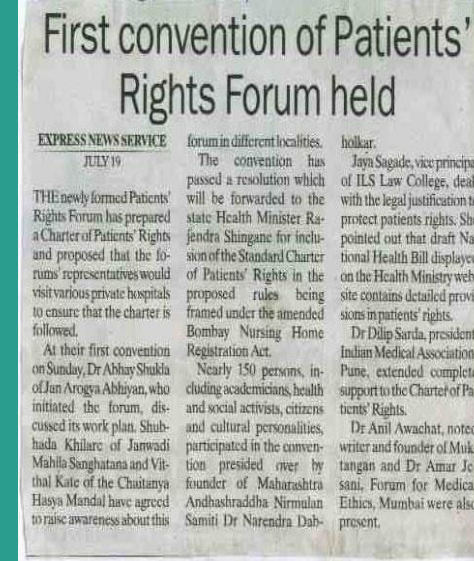 First convention of Patients'
Rights Forum held
EXPRESS NEWS SERVICE
JULY 19
THE newly formed Patients'
Rights Forum has prepared
a Charter of Patients' Rights
and proposed that the fo-
rums' representatives would
visit various private hospitals
to ensure that the charter is
followed.
At their first convention
on Sunday, Dr Abhay Shukla
of Jan Arogya Abhiyan, who
initiated the forum, dis-
cussed its work plan. Shub-
hada Khilare of Janwadi
Mahila Sanghatana and Vit-
thal Kate of the Chaitanya
Hasya Mandal have agreed
to raise awareness about this
forum in different localities.
The convention has
passed a resolution which
will be forwarded to the
state Health Minister Ra-
jendra Shingane for inclu-
sion of the Standard Charter
of Patients' Rights in the
proposed rules being
framed under the amended
Bombay Nursing Home
Registration Act.
Nearly 150 persons, in-
cluding academicians, health
and social activists, citizens
and cultural personalities,
participated in the conven-
tion presided over by
founder of Maharashtra
Andhashraddha Nirmulan
Samiti Dr Narendra Dab-
holkar.
Jaya Sagade, vice principa
of ILS Law College, deal
with the legal justification t
protect patients rights. Sh
pointed out that draft Na
tional Health Bill displaye
on the Health Ministry web
site contains detailed prov
sions in patients' rights.
Dr Dilip Sarda, president
Indian Medical Association
Pune, extended complet
support to the Charter of Pa
tients' Rights.
Dr Anil Awachat, noted
writer and founder of Muk
tangan and Dr Amar Je
sani, Forum for Medica
Ethics, Mumbai were also
present.